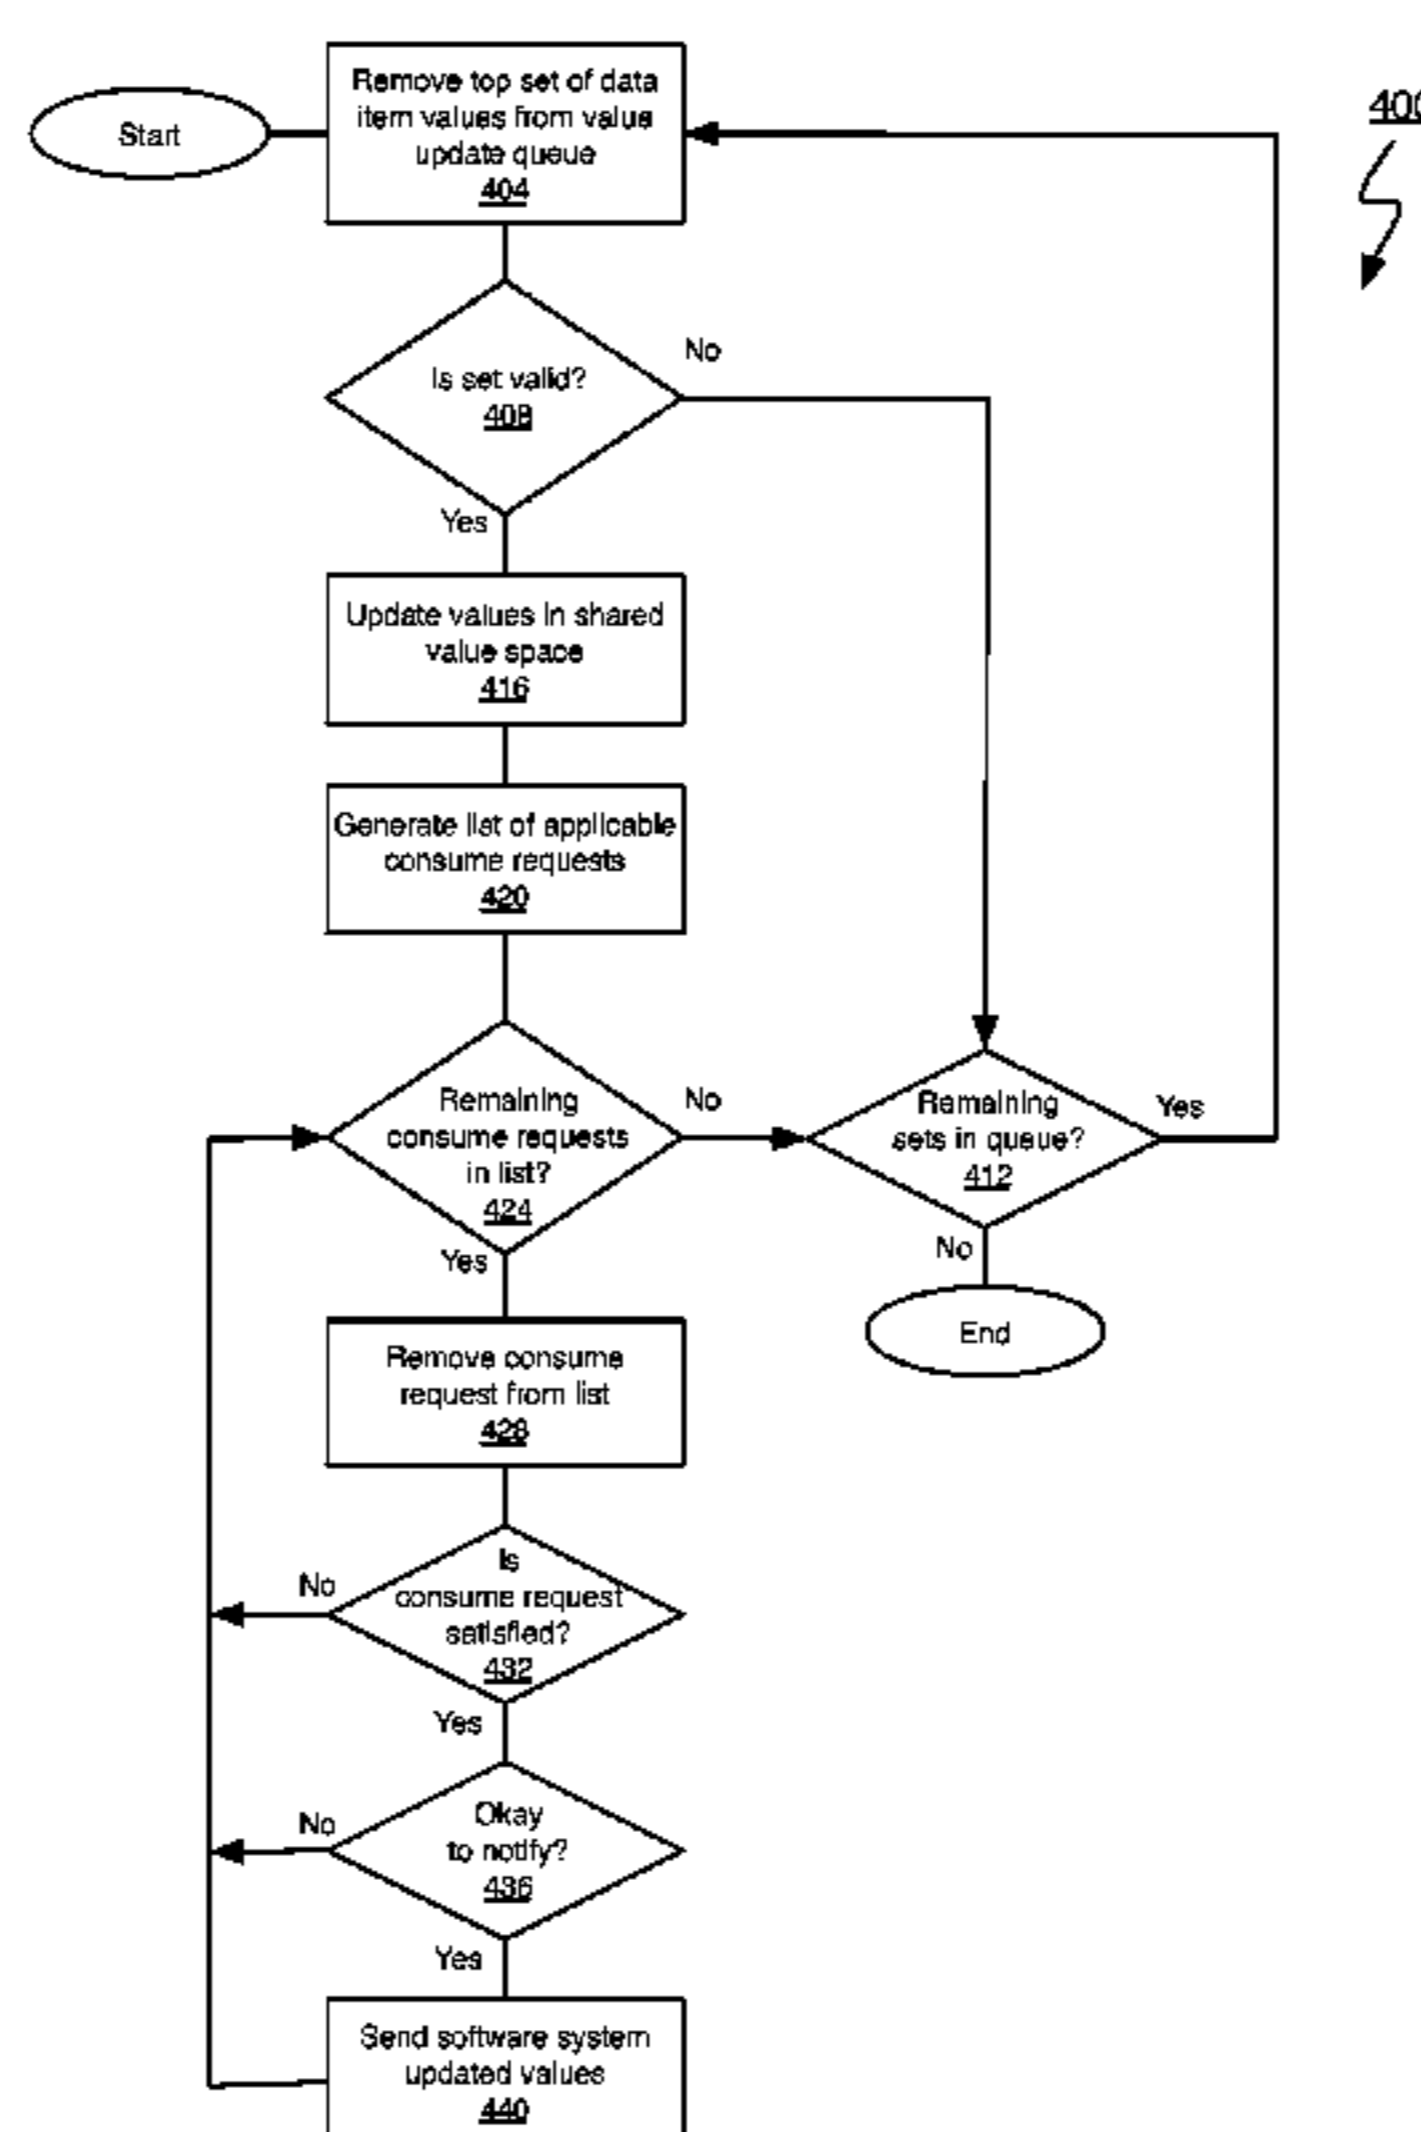 Start
Remove top set of data
item values from value
update queue
404
400
Is set valid?
408
No
Yes
Update values in shared
value space
416
Generate list of applicable
consume requests
420
Remaining
consume requests
in list?
424
No
Yes
Remaining
sets in queue?
412
Yes
No
End
Remove consume
request from list
428
Is
consume request
satisfied?
432
No
Yes
Okay
to notify?
436
No
Yes
Send software system
updated values
440